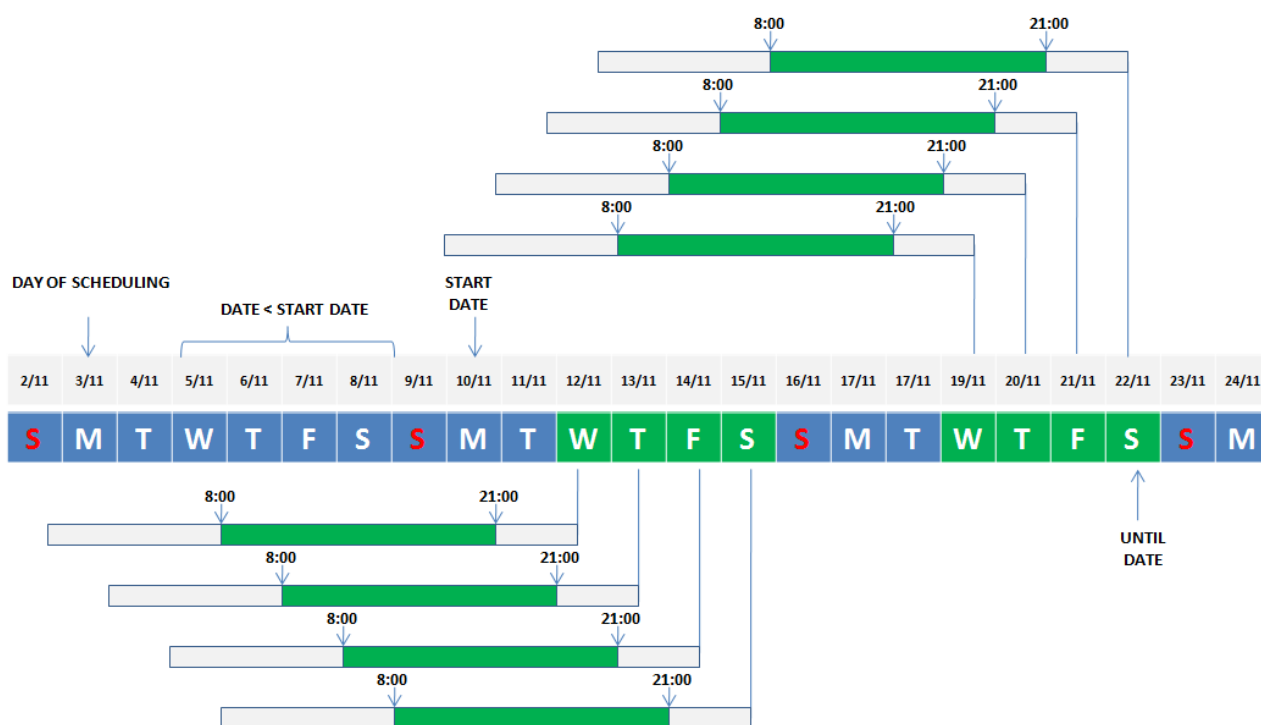 8:00 21:00
8:00 21:00
8:00 21:00
8:00 21:00
DAY OF SCHEDULING
START
DATE
DATE < START DATE
2/11 3/11 4/11 5/11 6/11 7/11 8/11 9/11 10/11 11/11 12/11 13/11 14/11 15/11 16/11 17/11 17/11 19/11 20/11 21/11 22/11 23/11 24/11
S M T W T F S S M T W T F S S M T W T F S S M
8:00 21:00
UNTIL
DATE
8:00 21:00
8:00 21:00
8:00 21:00